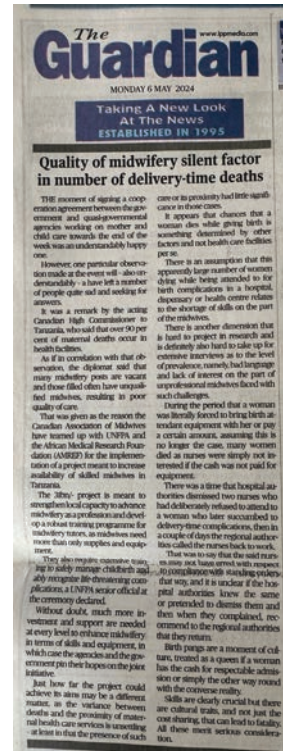 The
Guardian
www.ippmedia.com
MONDAY 6 MAY 2024
Taking A New Look
At The News
ESTABLISHED IN 1995
Quality of midwifery silent factor
in number of delivery-time deaths
THE moment of signing a coop-
eration agreement between the gov-
ernment and quasi-governmental
agencies working on mother and
child care towards the end of the
week was an understandably happy
one.
However, one particular observa-
tion made at the event will - also un-
derstandably - a have left a number
of people quite sad and seeking for
answers.
It was a remark by the acting
Canadian High Commissioner to
Tanzania, who said that over 90 per
cent of maternal deaths occur in
health facilities.
As if in correlation with that ob-
servation, the diplomat said that
many midwifery posts are vacant
and those filled often have unquali-
fied midwives, resulting in poor
quality of care.
That was given as the reason the
Canadian Association of Midwives
have teamed up with UNFPA and
the African Medical Research Foun-
dation (AMREF) for the implemen-
tation of a project meant to increase
availability of skilled midwives in
Tanzania.
The 38bn/- project is meant to
strengthen local capacity to advance
midwifery as a profession and devel-
op a robust training programme for
midwifery tutors, as midwives need
more than only supplies and equip-
ment.
They also require extensive train-
ing to safely manage childbirth and
ably recognise life-threatening com-
plications, a UNFPA senior official at
the ceremony declared.
Without doubt, much more in-
vestment and support are needed
at every level to enhance midwifery
in terms of skills and equipment, in
which case the agencies and the gov-
ernment pin their hopes on the joint
initiative.
Just how far the project could
achieve its aims may be a different
matter, as the variance between
deaths and the proximity of mater-
nal health care services is unsettling
- at least in that the presence of such
care or its proximity had little signifi-
cance in those cases.
It appears that chances that a
woman dies while giving birth is
something determined by other
factors and not health care facilities
per se.
There is an assumption that this
apparently large number of women
dying while being attended to for
birth complications in a hospital,
dispensary or health centre relates
to the shortage of skills on the part
of the midwives.
There is another dimension that
is hard to project in research and
is definitely also hard to take up for
extensive interviews as to the level
of prevalence, namely, bad language
and lack of interest on the part of
unprofessional midwives faced with
such challenges.
During the period that a woman
was literally forced to bring birth at-
tendant equipment with her or pay
a certain amount, assuming this is
no longer the case, many women
died as nurses were simply not in-
terested if the cash was not paid for
equipment.
There was a time that hospital au-
thorities dismissed two nurses who
had deliberately refused to attend to
a woman who later succumbed to
delivery-time complications, then in
a couple of days the regional author-
ities called the nurses back to work.
That was to say that the said nurs-
es may not have erred with respect
to compliance with standing orders
that way, and it is unclear if the hos-
pital authorities knew the same
or pretended to dismiss them and
then when they complained, rec-
ommend to the regional authorities
that they return.
Birth pangs are a moment of cul-
ture, treated as a queen if a woman
has the cash for respectable admis-
sion or simply the other way round
with the converse reality.
Skills are clearly crucial but there
are cultural traits, and not just the
cost sharing, that can lead to fatality.
All these merit serious considera-
tion.